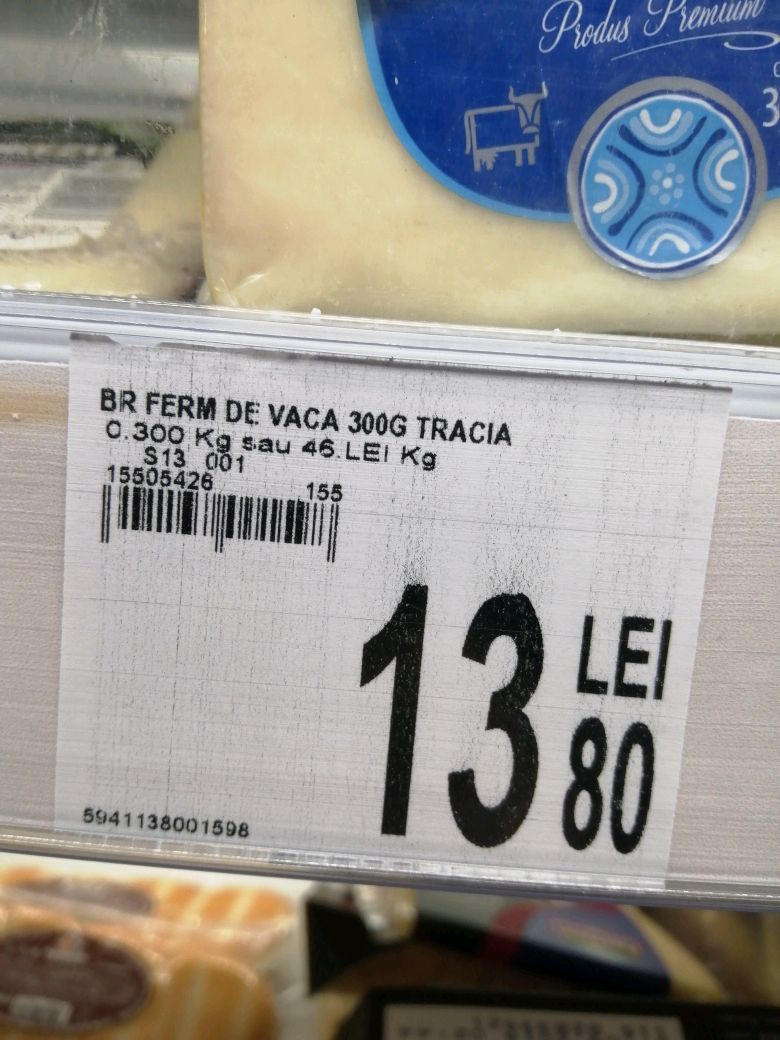 Produs Premium
BR FERM DE VACA 300G TRACIA
0.300 Kg sau 46.LEI Kg
S13 001
15505426 155
13 LEI 80
5941138001598